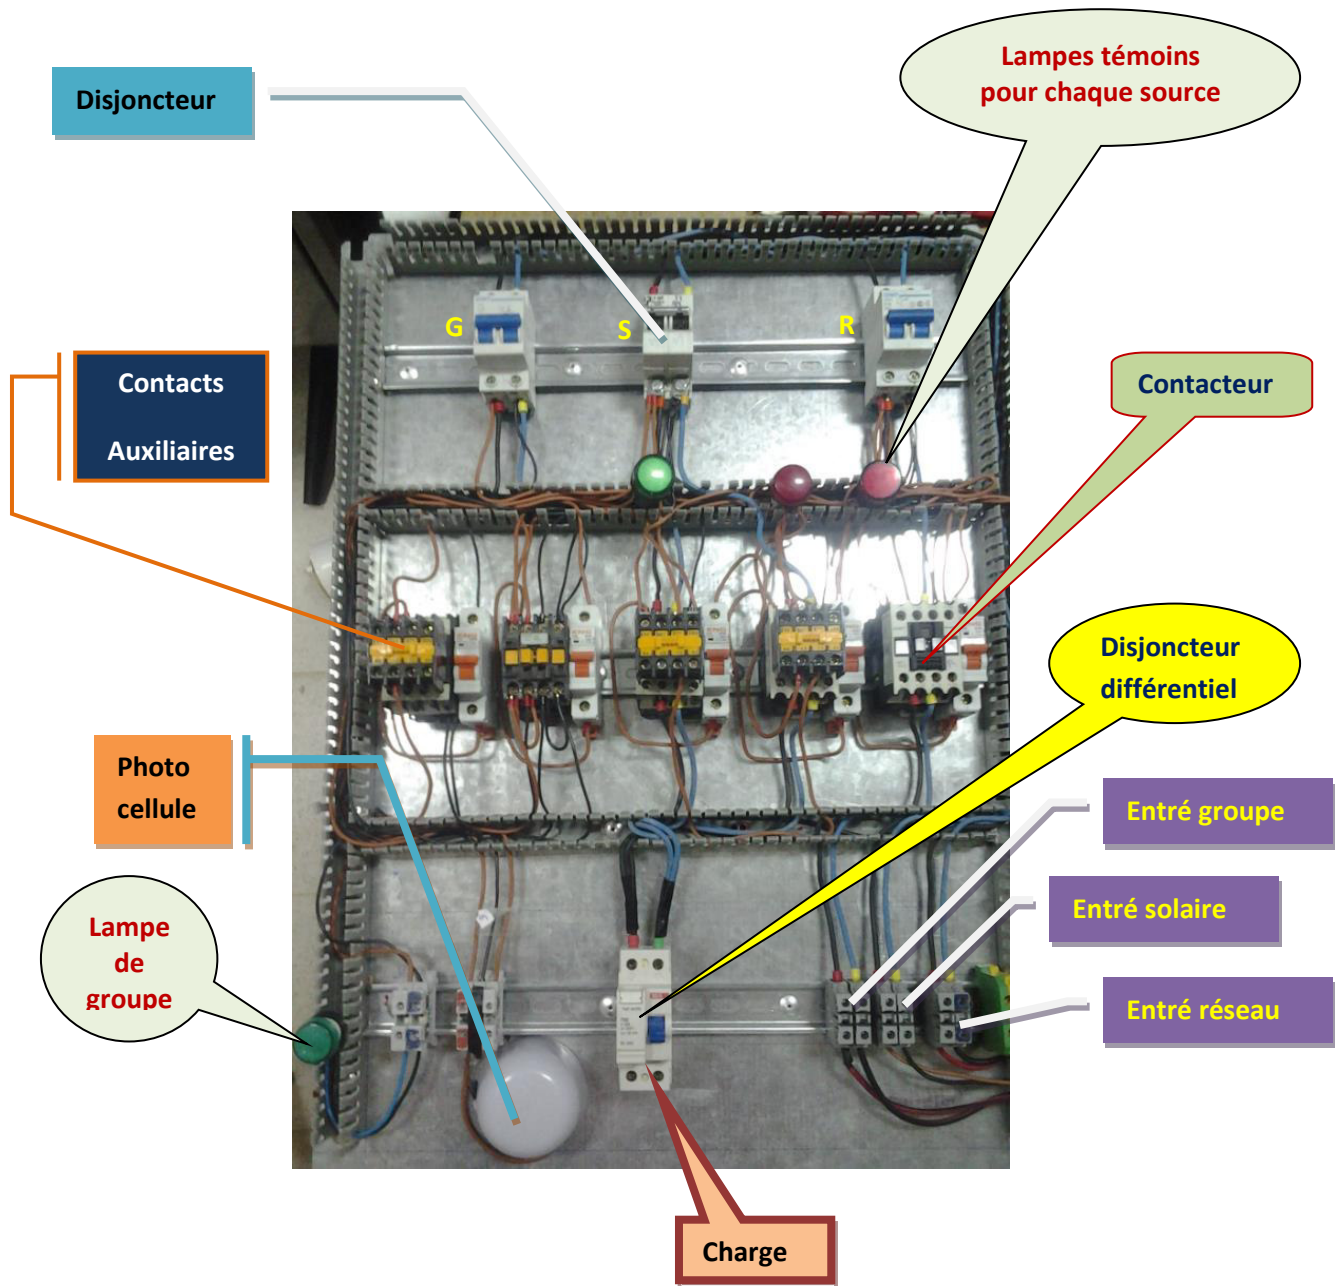 Lampes témoins
pour chaque source
Disjoncteur
G
S
R
Contacts
Auxiliaires
Contacteur
Disjoncteur
différentiel
Photo
cellule
Entré groupe
Entré solaire
Lampe
de
groupe
Entré réseau
Charge